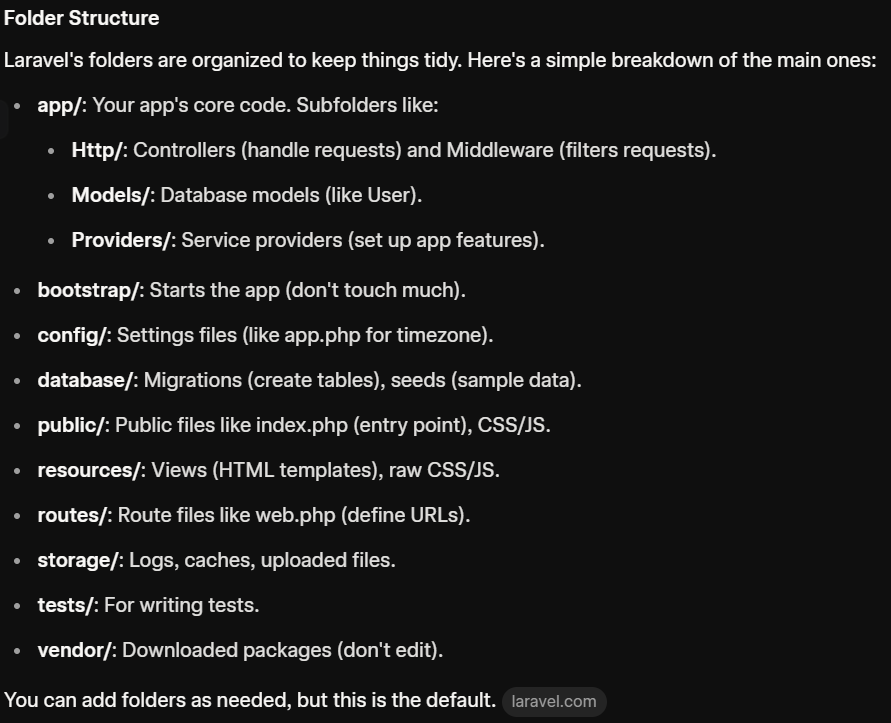 Folder Structure
Laravel's folders are organized to keep things tidy. Here's a simple breakdown of the main ones:
• app/: Your app's core code. Subfolders like:
• Http/: Controllers (handle requests) and Middleware (filters requests).
• Models/: Database models (like User).
• Providers/: Service providers (set up app features).
• bootstrap/: Starts the app (don't touch much).
• config/: Settings files (like app.php for timezone).
• database/: Migrations (create tables), seeds (sample data).
• public/: Public files like index.php (entry point), CSS/JS.
• resources/: Views (HTML templates), raw CSS/JS.
• routes/: Route files like web.php (define URLs).
• storage/: Logs, caches, uploaded files.
• tests/: For writing tests.
• vendor/: Downloaded packages (don't edit).
You can add folders as needed, but this is the default. laravel.com